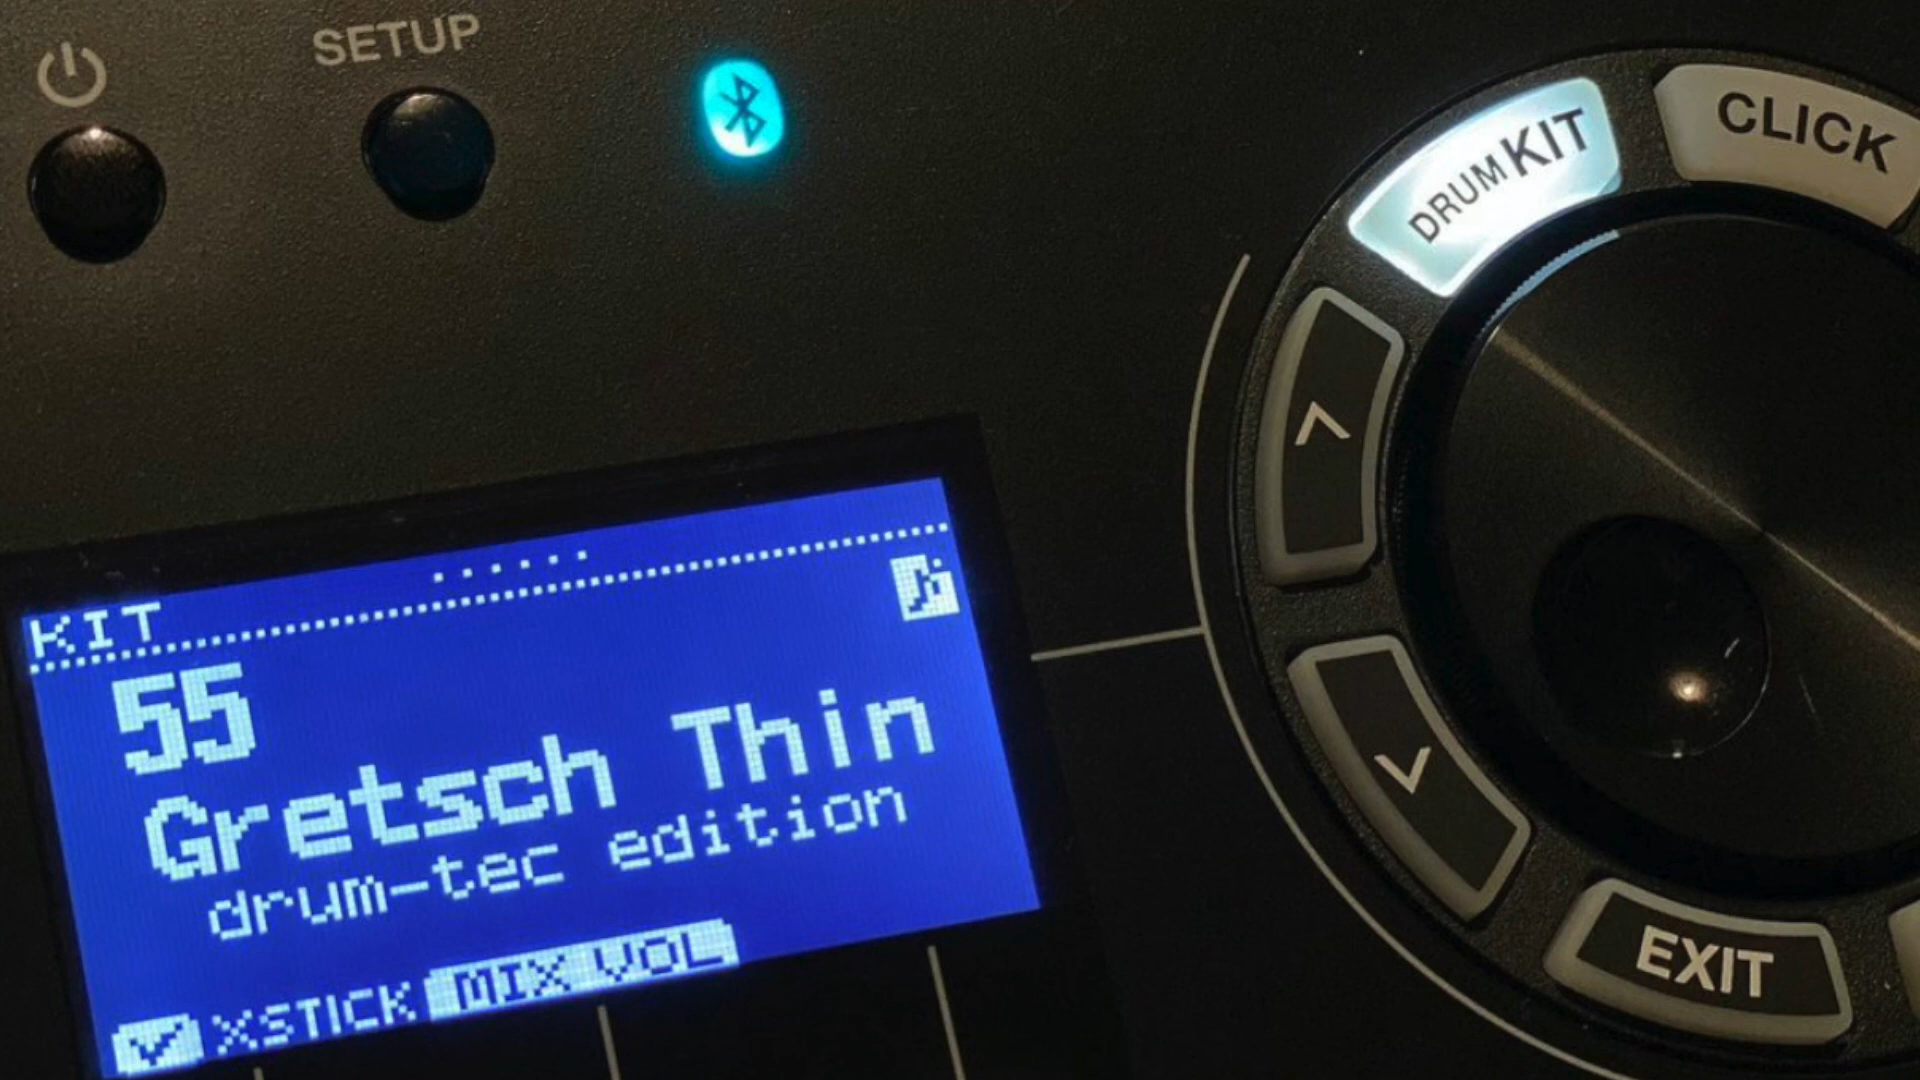 SETUP
DRUM KIT
CLICK
KIT
55
Gretsch Thin
drum-tec edition
XSTICK
MIX VOL
EXIT